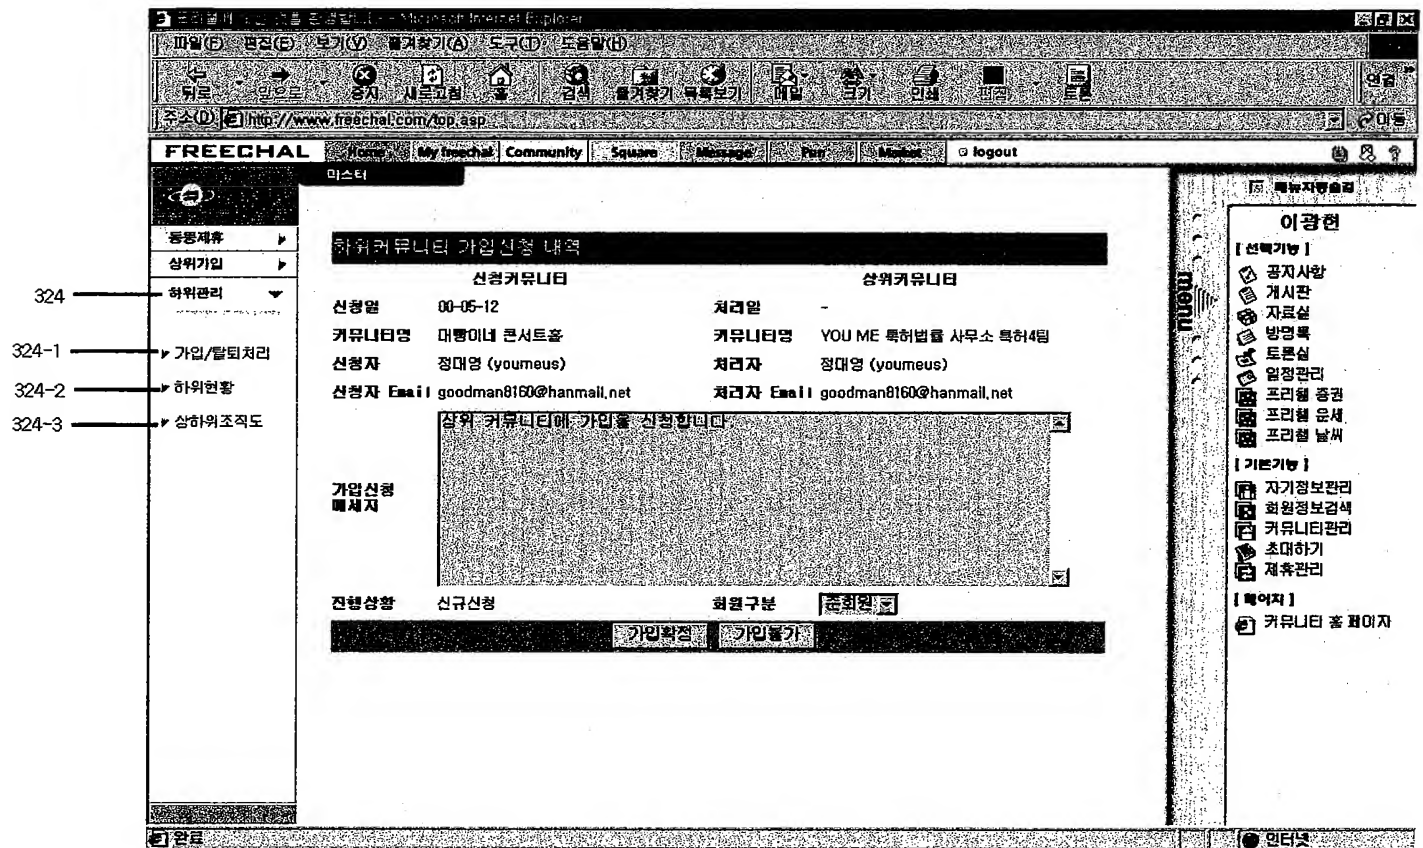 Microsoft Internet Explorer
파일(F) 편집(E) 보기(V) 즐겨찾기(A) 도구(T) 도움말(H)
뒤로 앞으로 중지 새로고침 홈 검색 즐겨찾기 목록보기 메일 크기 인쇄 편집 토론 연결 »
주소(D) http://www.freechal.com/top.asp 이동
FREECHAL Home My freechal Community Square Message Market logout
마스터
동등제휴
상위가입
324 하위관리
324-1 가입/탈퇴처리
324-2 하위현황
324-3 상하위조직도
하위커뮤니티 가입신청 내역
신청커뮤니티 상위커뮤니티
신청일 00-05-12 처리일 -
커뮤니티명 대빵이네 콘서트홀 커뮤니티명 YOU ME 특허법률 사무소 특허4팀
신청자 정대영 (youmeus) 처리자 정대영 (youmeus)
신청자 Email goodman8160@hanmail.net 처리자 Email goodman8160@hanmail.net
상위 커뮤니티에 가입을 신청합니다
가입신청
메세지
진행상황 신규신청 회원구분 준회원
가입확정 가입불가
menu
메뉴자동숨김
이광현
[ 선택기능 ]
공지사항
게시판
자료실
방명록
토론실
일정관리
프리챌 증권
프리챌 운세
프리챌 날씨
[ 기본기능 ]
자기정보관리
회원정보검색
커뮤니티관리
초대하기
제휴관리
[ 페이지 ]
커뮤니티 홈 페이지
완료 인터넷